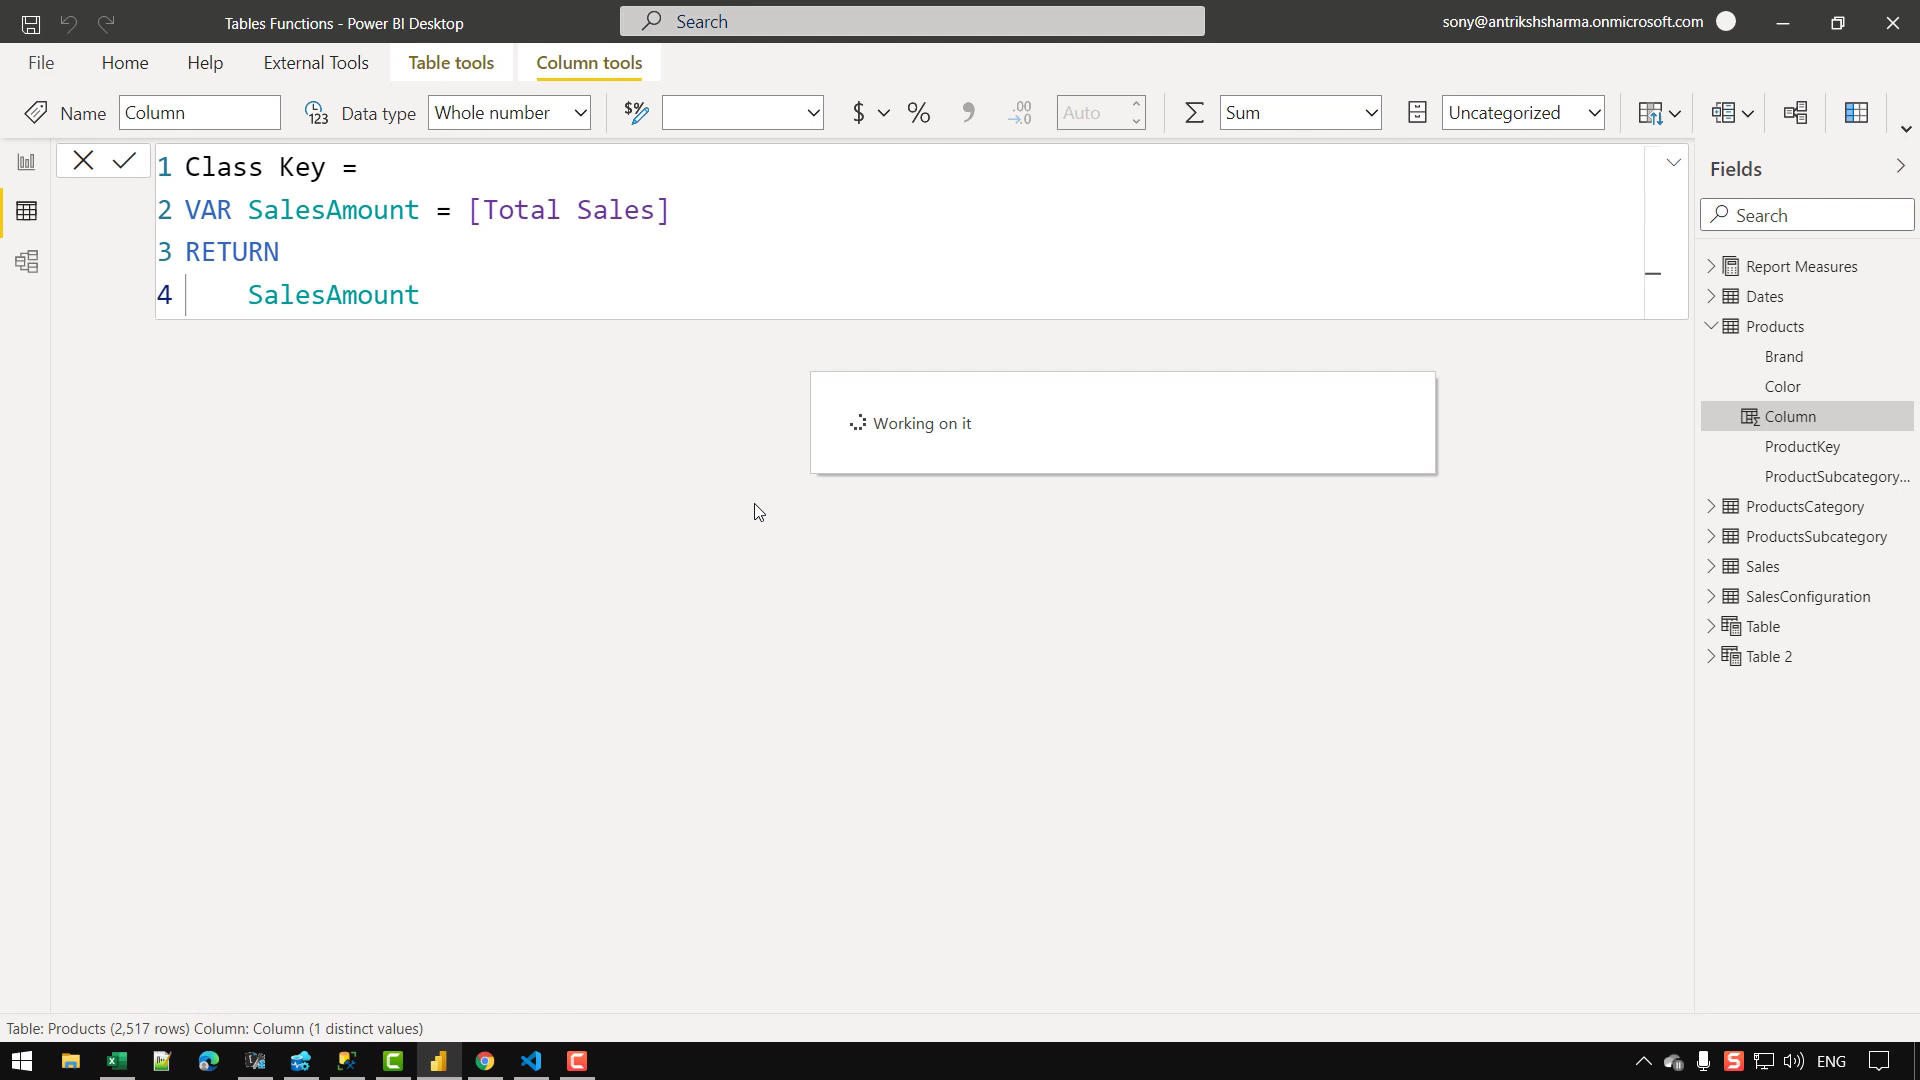 Tables Functions - Power BI Desktop
Search
sony@antrikshsharma.onmicrosoft.com
File
Home
Help
External Tools
Table tools
Column tools
Name
Column
Data type
Whole number
$
%
Auto
Sum
Uncategorized
1 Class Key =
2 VAR SalesAmount = [Total Sales]
3 RETURN
4 SalesAmount
Working on it
Fields
Search
Report Measures
Dates
Products
Brand
Color
Column
ProductKey
ProductSubcategory...
ProductsCategory
ProductsSubcategory
Sales
SalesConfiguration
Table
Table 2
Table: Products (2,517 rows) Column: Column (1 distinct values)
ENG